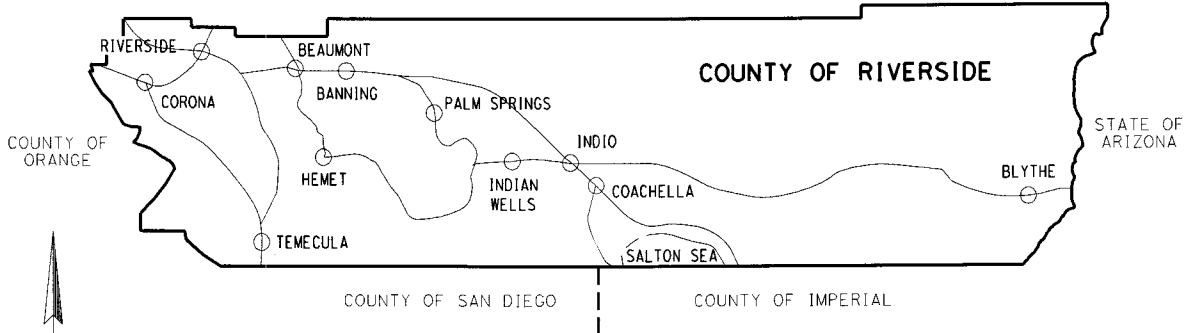 RIVERSIDE
BEAUMONT
COUNTY OF RIVERSIDE
BANNING
CORONA
PALM SPRINGS
STATE OF
ARIZONA
COUNTY OF
ORANGE
INDIO
HEMET
INDIAN
WELLS
COACHELLA
BLYTHE
TEMECULA
SALTON SEA
COUNTY OF SAN DIEGO
COUNTY OF IMPERIAL